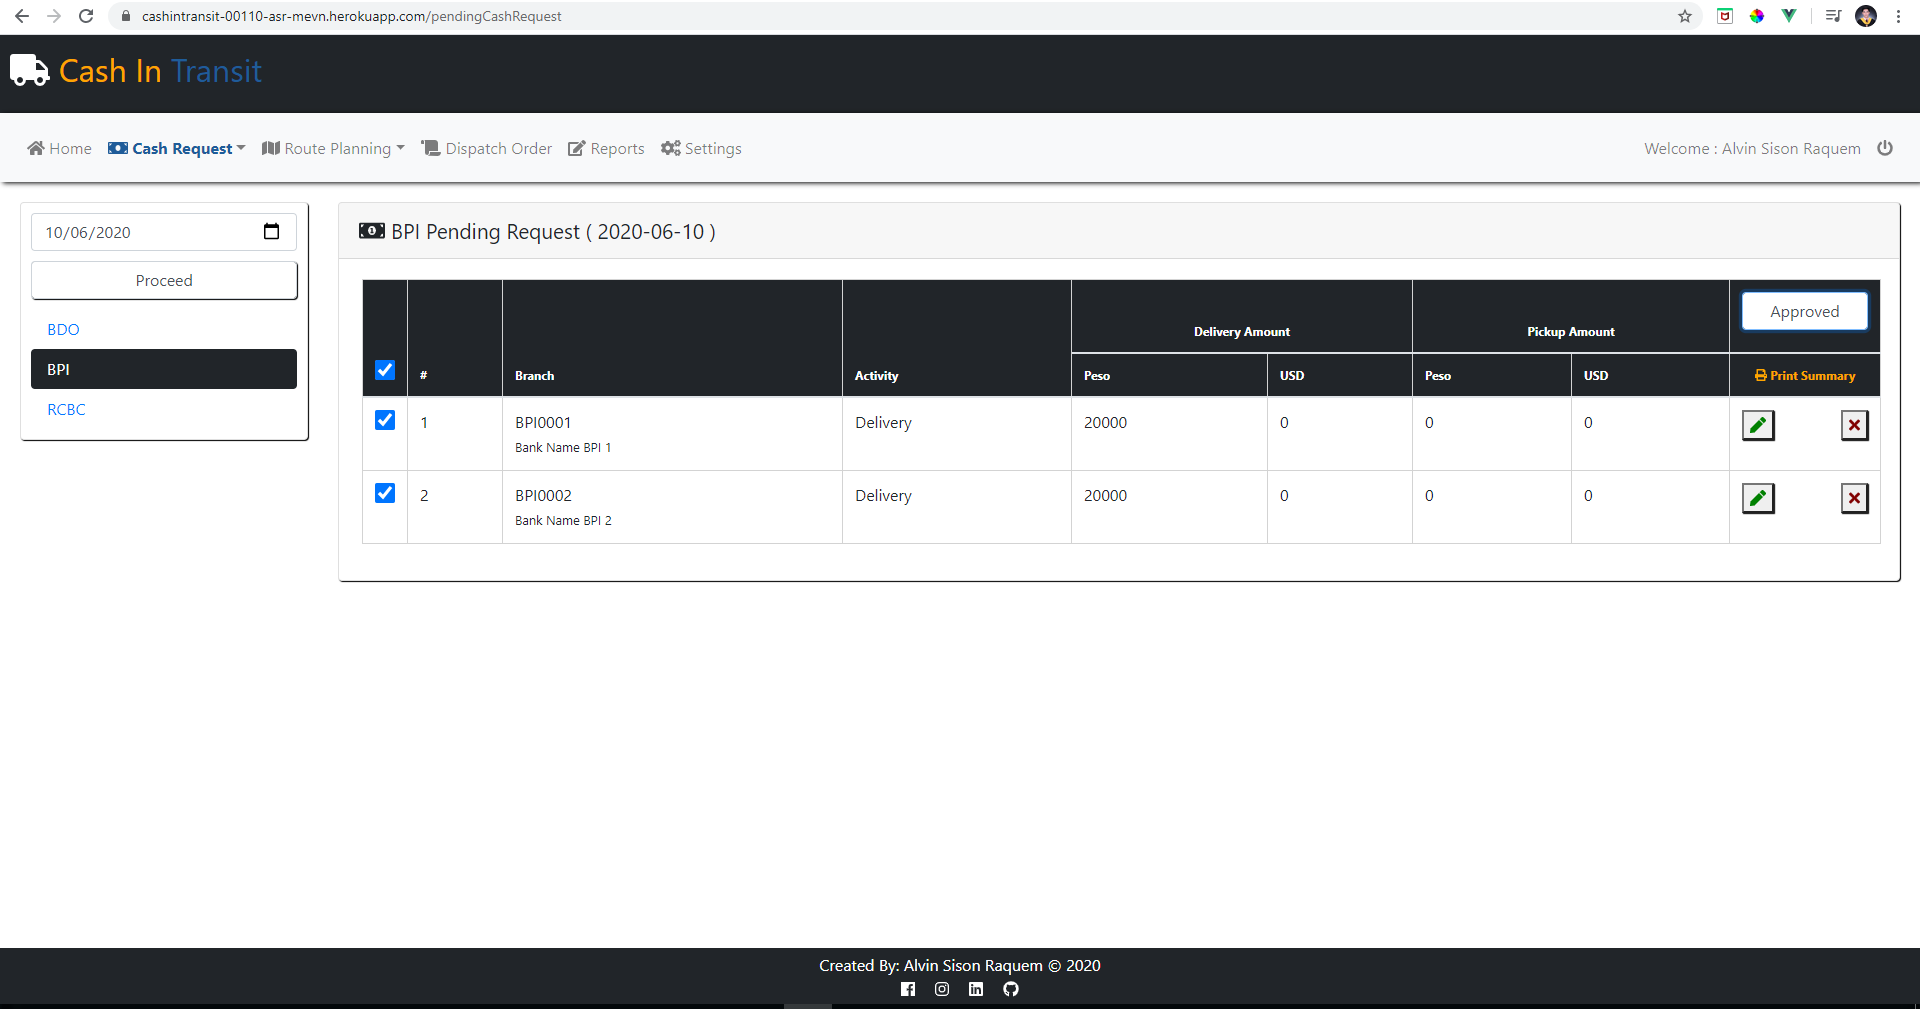 cashintransit-00110-asr-mevn.herokuapp.com/pendingCashRequest
Cash In Transit
Home Cash Request Route Planning Dispatch Order Reports Settings Welcome : Alvin Sison Raquem
10/06/2020
Proceed
BDO
BPI
RCBC
BPI Pending Request ( 2020-06-10 )
Delivery Amount Pickup Amount Approved
# Branch Activity Peso USD Peso USD Print Summary
1 BPI0001 Delivery 20000 0 0 0
Bank Name BPI 1
2 BPI0002 Delivery 20000 0 0 0
Bank Name BPI 2
Created By: Alvin Sison Raquem © 2020